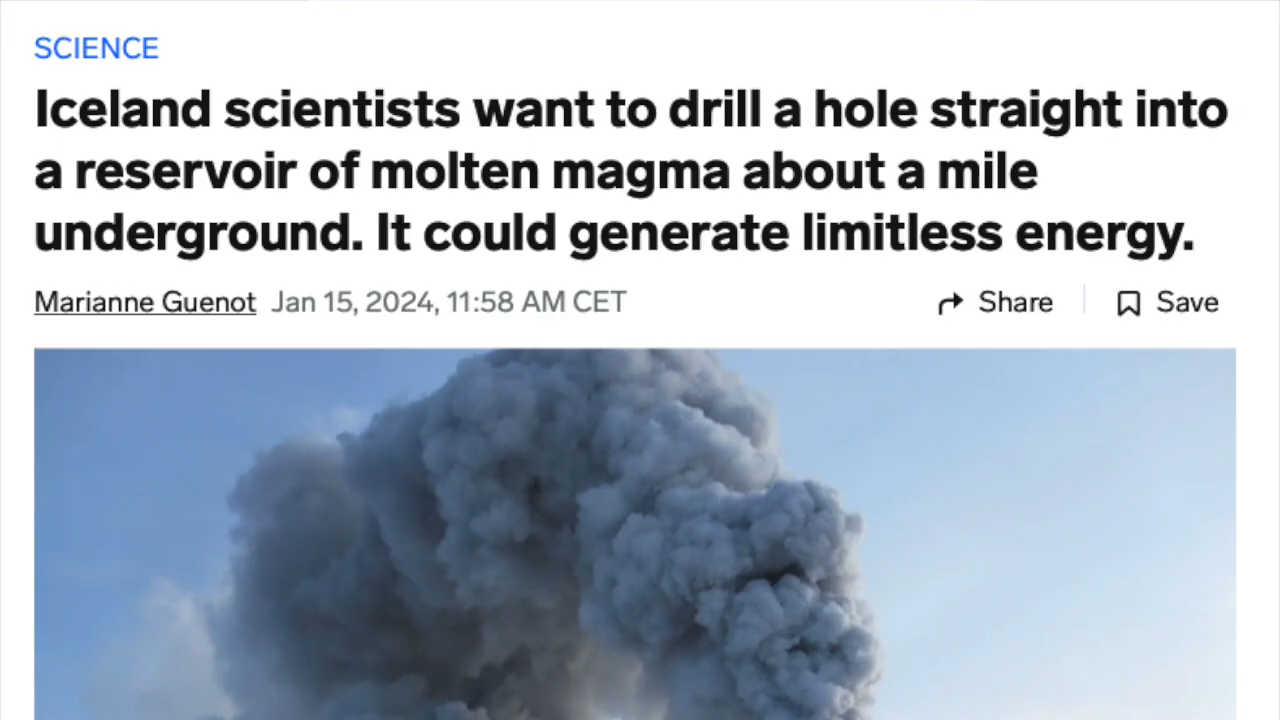 SCIENCE
Iceland scientists want to drill a hole straight into
a reservoir of molten magma about a mile
underground. It could generate limitless energy.
Marianne Guenot Jan 15, 2024, 11:58 AM CET Share Save